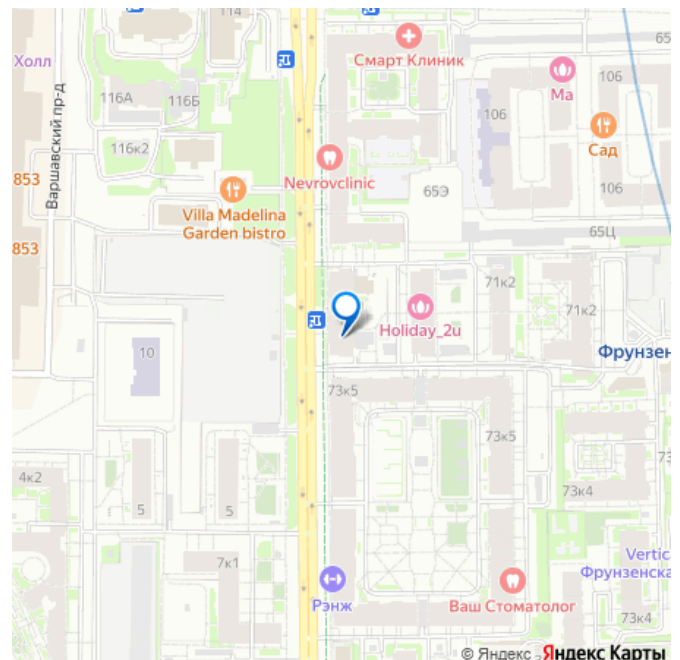 114
65
Холл
Смарт Клиник
116А
116Б
106
Ма
106
Сад
Варшавский пр-д
116к2
Nevrovclinic
853
65Э
106
Villa Madelina
Garden bistro
853
65Ц
71к2
71к2
Holiday_2u
10
Фрунзен
73к5
73к5
4к2
73к4
73
5
5
7к1
Vertic
Фрунзенска
Рэнж
Ваш Стоматолог
73к4
© Яндекс Яндекс Карты